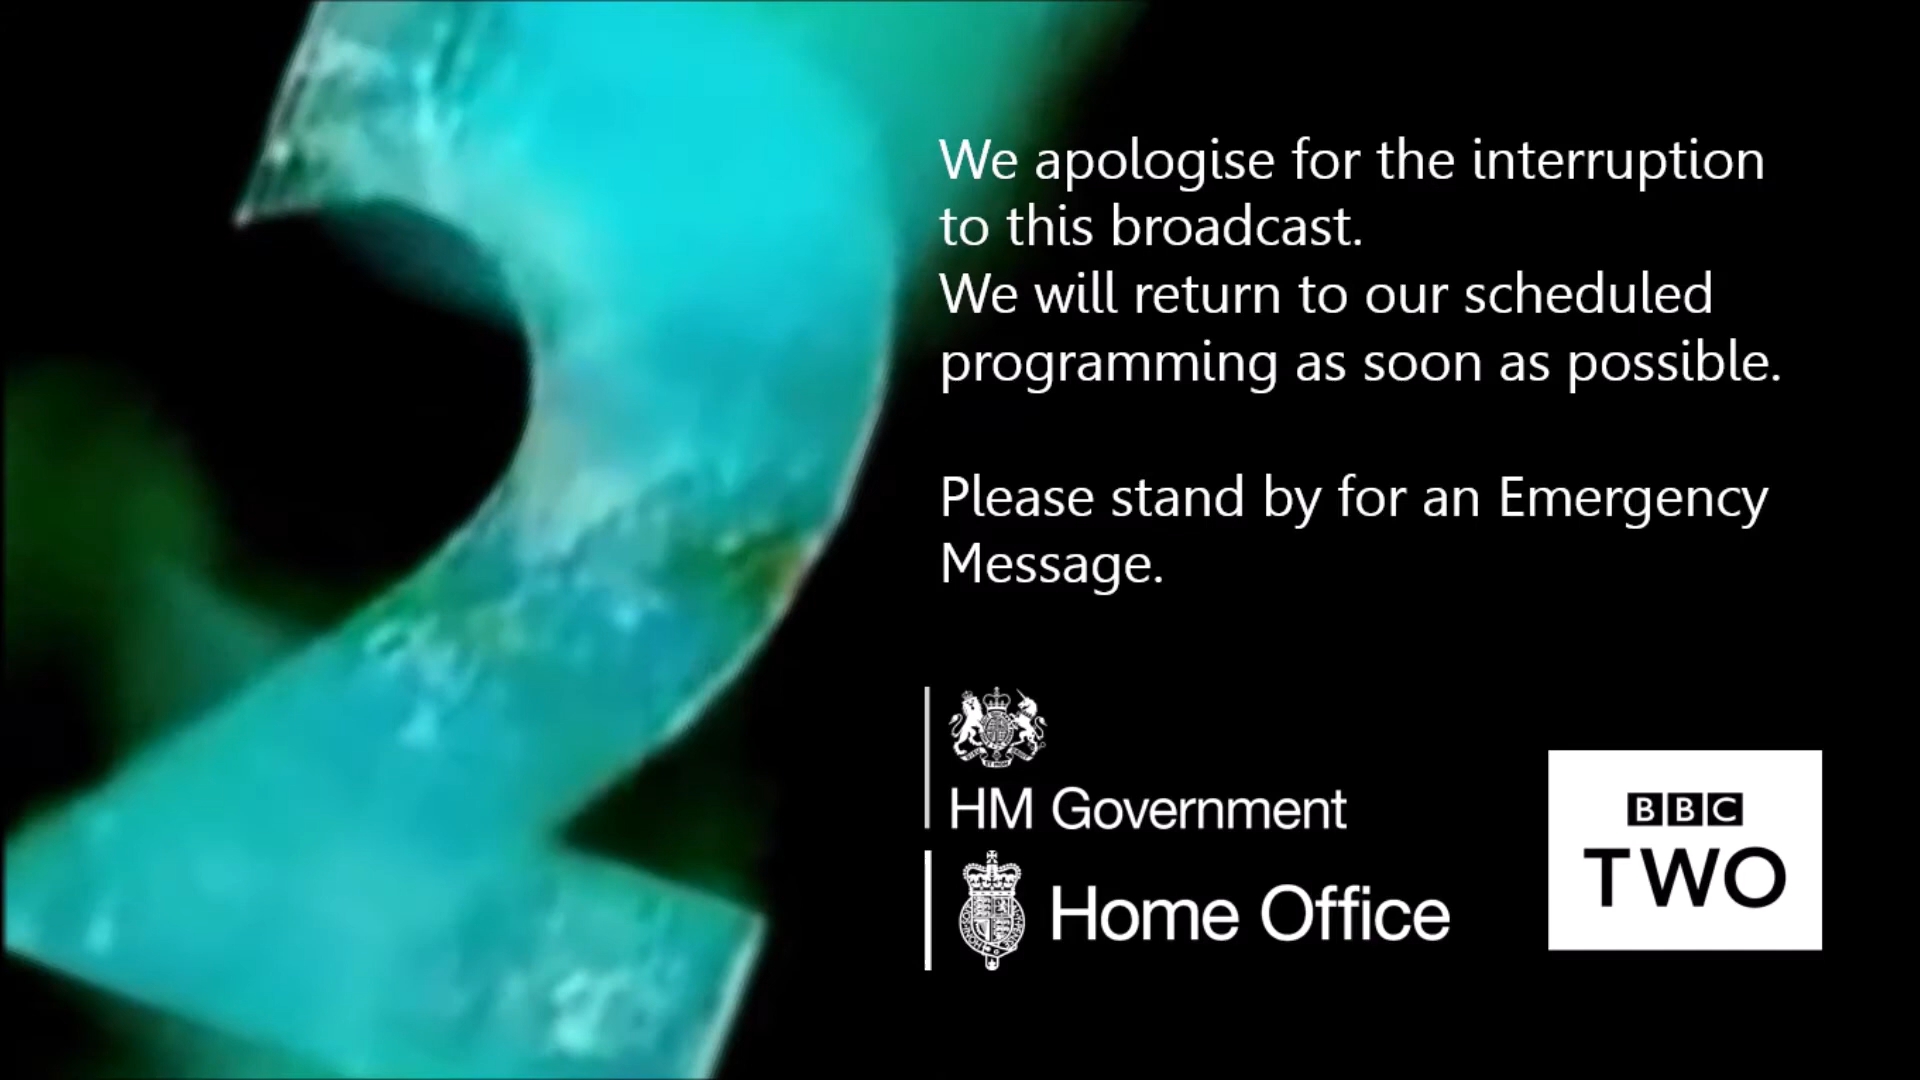 We apologise for the interruption
to this broadcast.
We will return to our scheduled
programming as soon as possible.
Please stand by for an Emergency
Message.
HM Government
Home Office
BBC
TWO